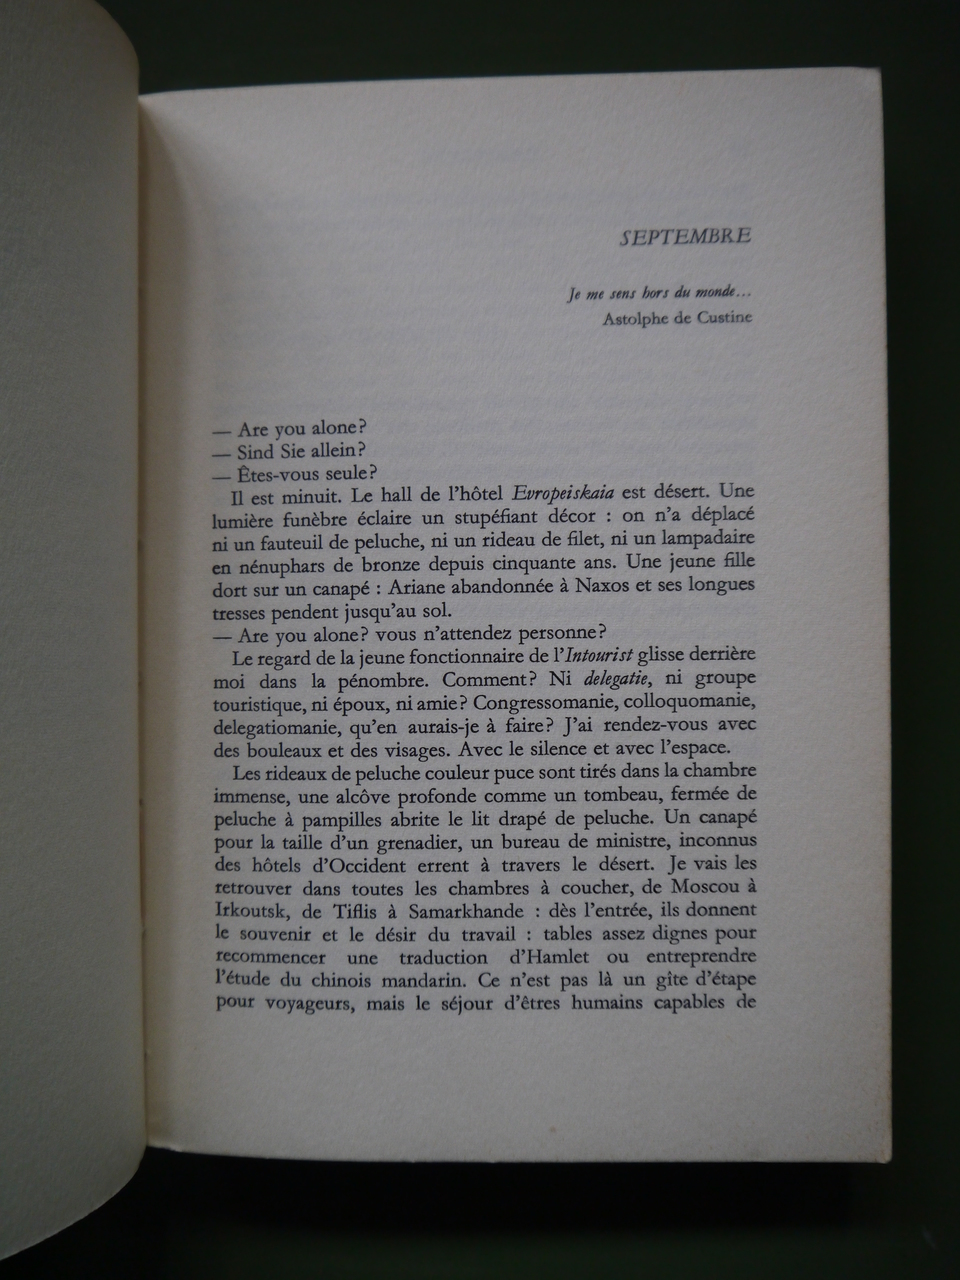 SEPTEMBRE
Je me sens hors du monde...
Astolphe de Custine
— Are you alone?
— Sind Sie allein?
— Êtes-vous seule?
Il est minuit. Le hall de l'hôtel Evropeiskaia est désert. Une
lumière funèbre éclaire un stupéfiant décor : on n'a déplacé
ni un fauteuil de peluche, ni un rideau de filet, ni un lampadaire
en nénuphars de bronze depuis cinquante ans. Une jeune fille
dort sur un canapé : Ariane abandonnée à Naxos et ses longues
tresses pendent jusqu'au sol.
— Are you alone? vous n'attendez personne?
Le regard de la jeune fonctionnaire de l'Intourist glisse derrière
moi dans la pénombre. Comment? Ni delegatie, ni groupe
touristique, ni époux, ni amie? Congressomanie, colloquomanie,
delegatiomanie, qu'en aurais-je à faire? J'ai rendez-vous avec
des bouleaux et des visages. Avec le silence et avec l'espace.
Les rideaux de peluche couleur puce sont tirés dans la chambre
immense, une alcôve profonde comme un tombeau, fermée de
peluche à pampilles abrite le lit drapé de peluche. Un canapé
pour la taille d'un grenadier, un bureau de ministre, inconnus
des hôtels d'Occident errent à travers le désert. Je vais les
retrouver dans toutes les chambres à coucher, de Moscou à
Irkoutsk, de Tiflis à Samarkhande : dès l'entrée, ils donnent
le souvenir et le désir du travail : tables assez dignes pour
recommencer une traduction d'Hamlet ou entreprendre
l'étude du chinois mandarin. Ce n'est pas là un gîte d'étape
pour voyageurs, mais le séjour d'êtres humains capables de